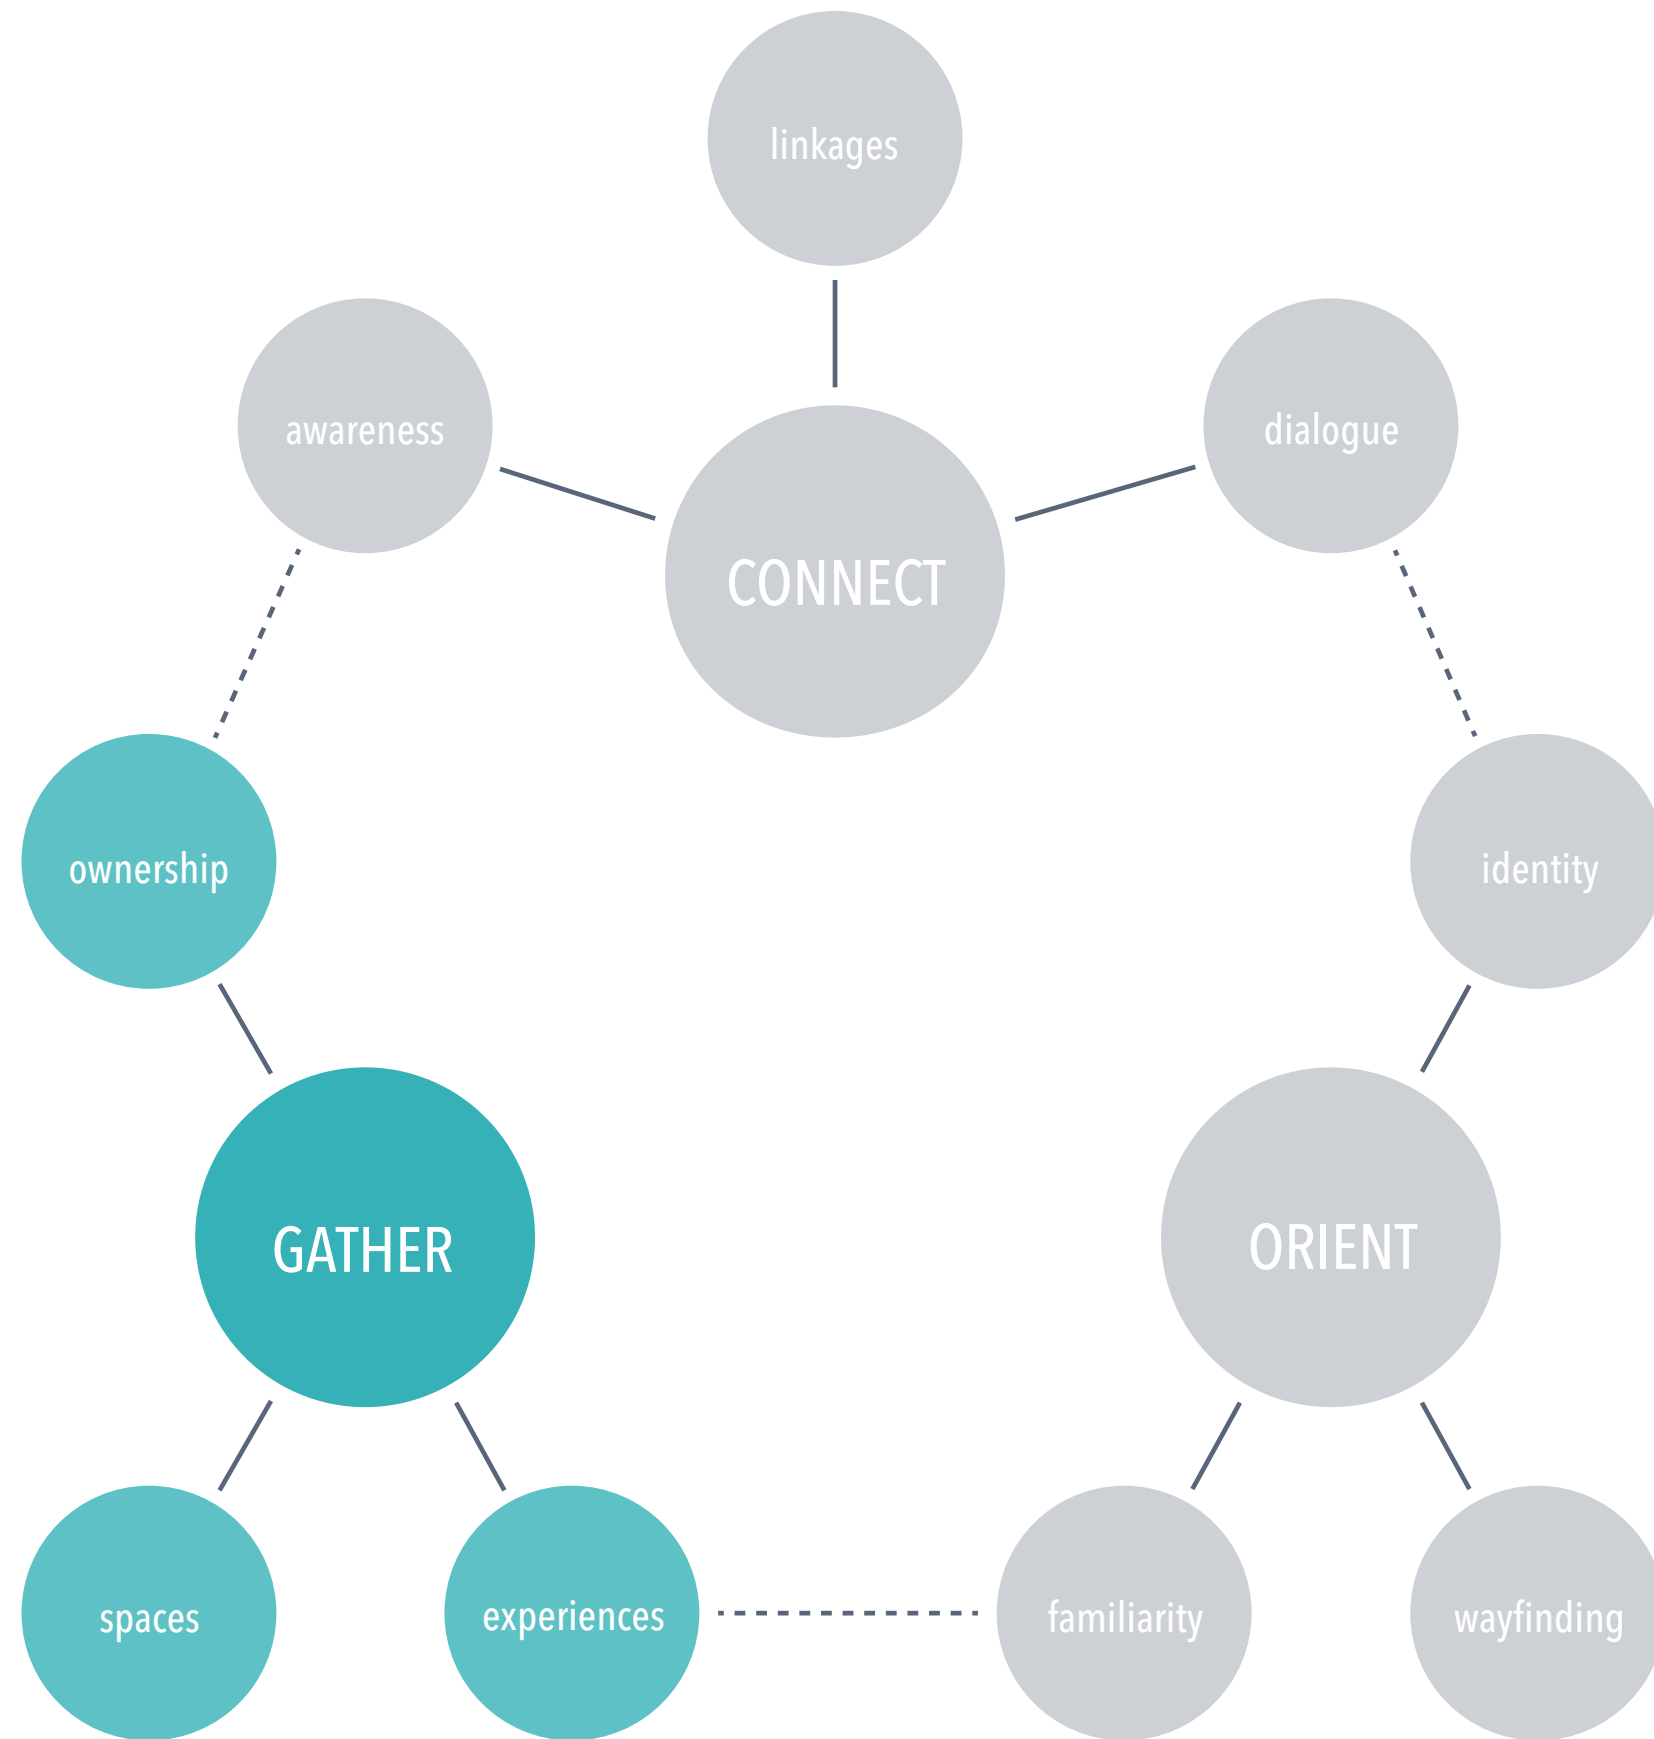 linkages
awareness
dialogue
CONNECT
ownership
identity
GATHER
ORIENT
spaces
experiences
familiarity
wayfinding